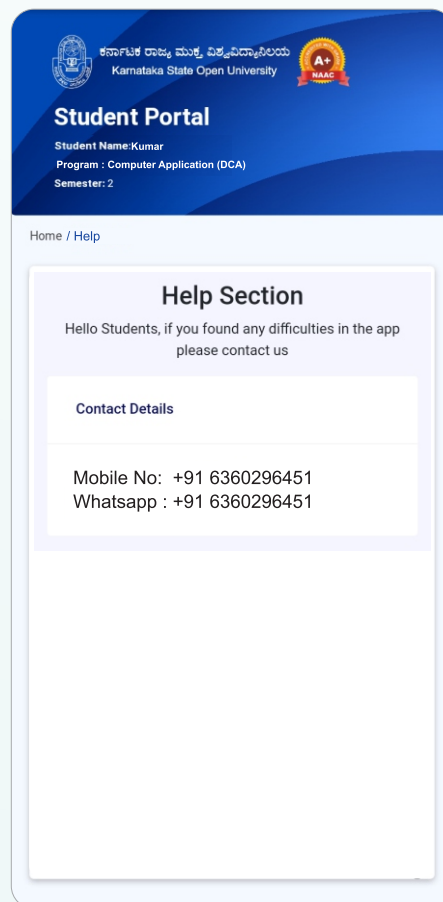 ಕರ್ನಾಟಕ ರಾಜ್ಯ ಮುಕ್ತ ವಿಶ್ವವಿದ್ಯಾನಿಲಯ
Karnataka State Open University
A+
NAAC
Student Portal
Student Name:Kumar
Program : Computer Application (DCA)
Semester: 2
Home / Help
Help Section
Hello Students, if you found any difficulties in the app
please contact us
Contact Details
Mobile No: +91 6360296451
Whatsapp : +91 6360296451